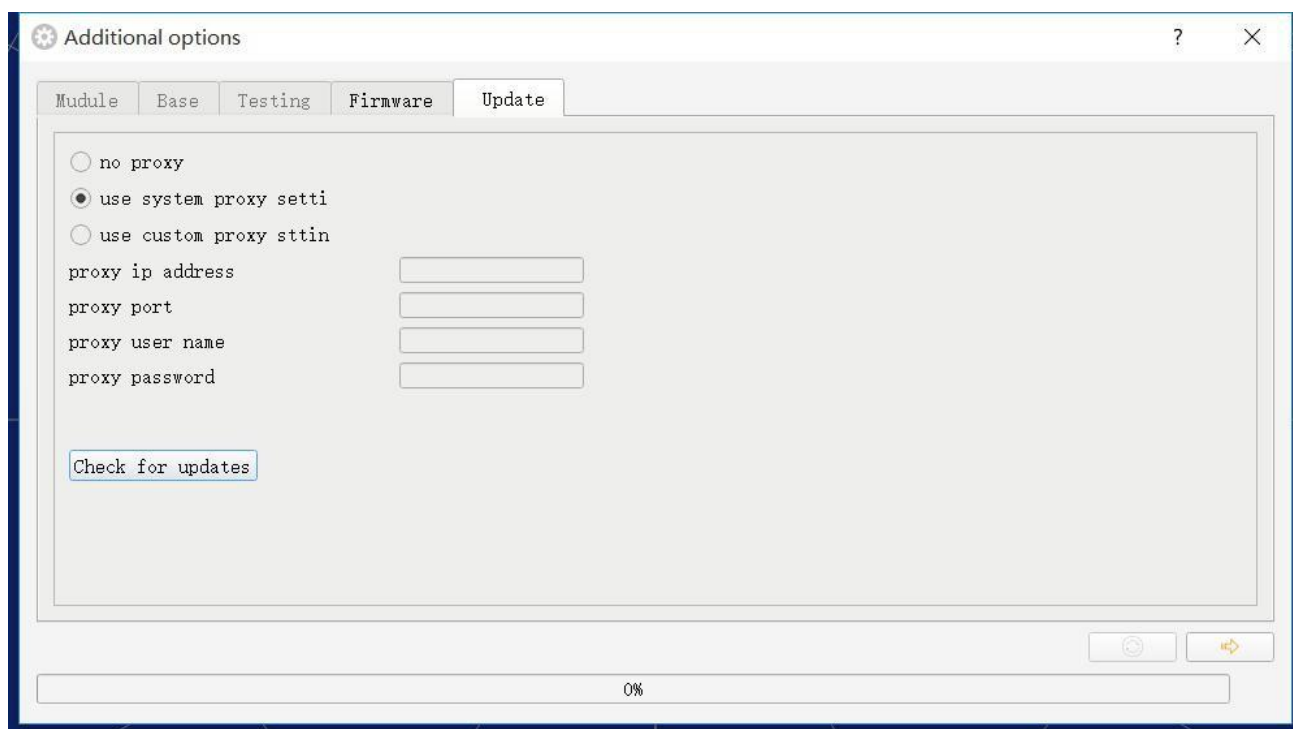 Additional options
?
Mudule Base Testing Firmware Update
no proxy
use system proxy setti
use custom proxy sttin
proxy ip address
proxy port
proxy user name
proxy password
Check for updates
0%